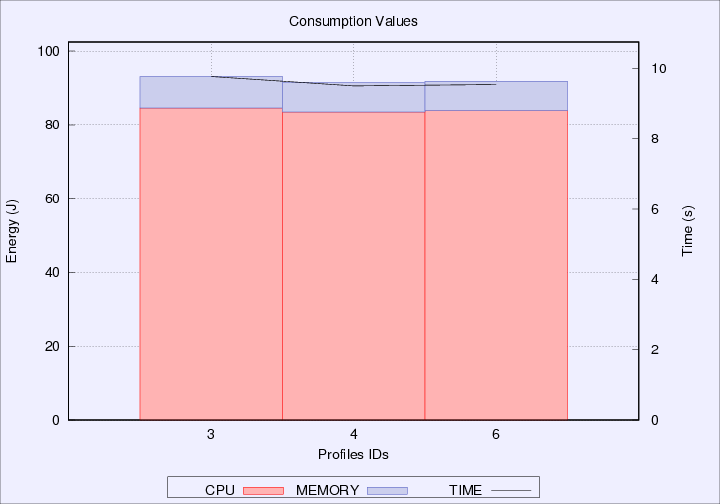 Consumption Values
100
80
60
40
20
0
Energy (J)
10
8
6
4
2
0
Time (s)
3 4 6
Profiles IDs
CPU MEMORY TIME